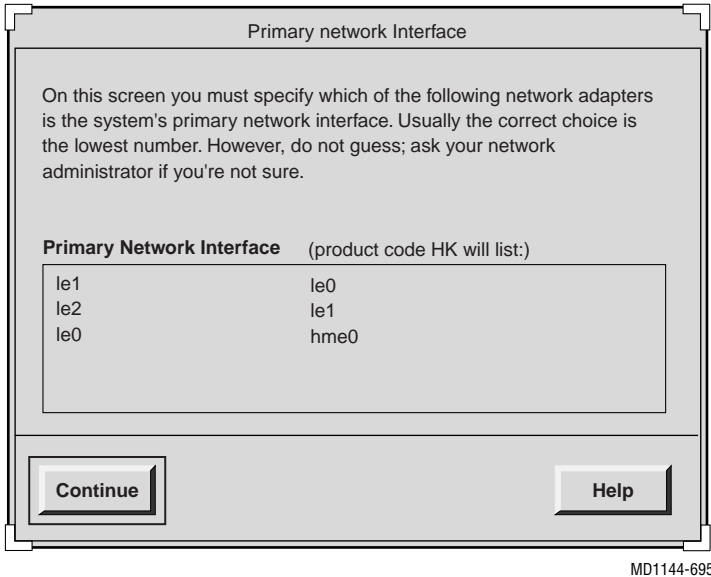 Primary network Interface
On this screen you must specify which of the following network adapters
is the system's primary network interface. Usually the correct choice is
the lowest number. However, do not guess; ask your network
administrator if you're not sure.
Primary Network Interface (product code HK will list:)
le1 le0
le2 le1
le0 hme0
Continue Help
MD1144-695